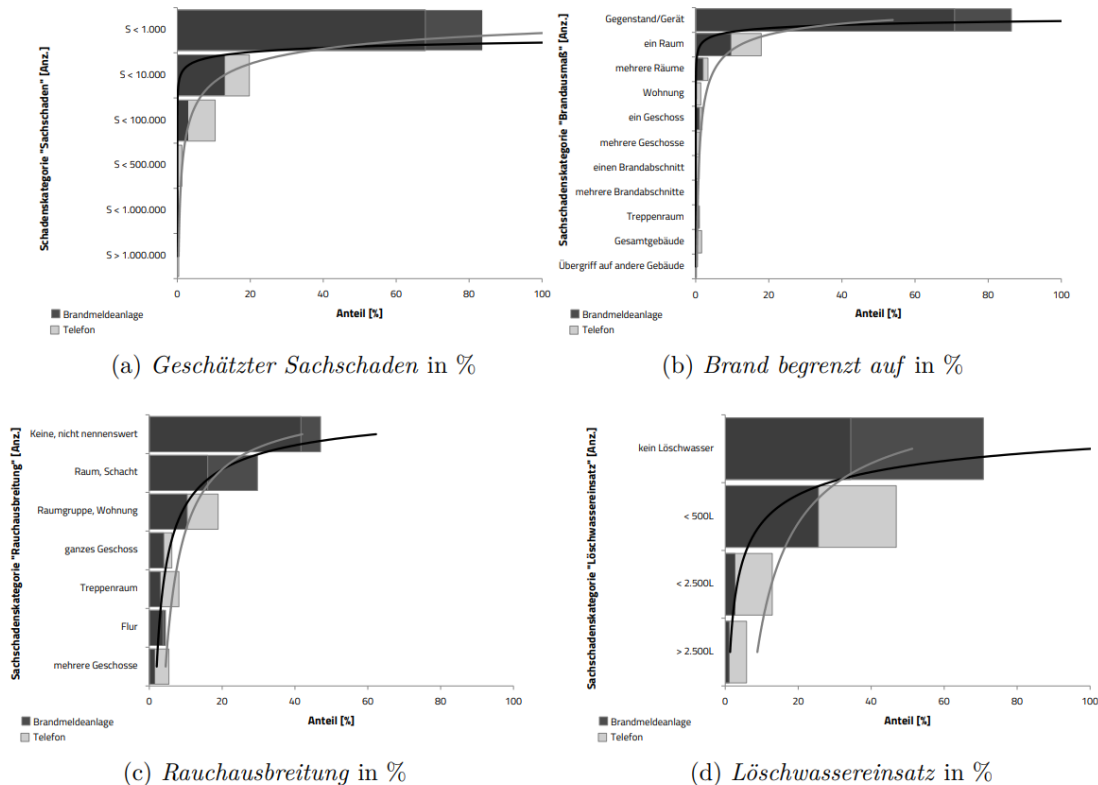 Schadenskategorie "Sachschaden" [Anz.]
S < 1.000
S < 10.000
S < 100.000
S < 500.000
S < 1.000.000
S > 1.000.000
0 20 40 60 80 100
Anteil [%]
Brandmeldeanlage
Telefon
(a) Geschätzter Sachschaden in %
Sachschadenskategorie "Brandausmaß" [Anz.]
Gegenstand/Gerät
ein Raum
mehrere Räume
Wohnung
ein Geschoss
mehrere Geschosse
einen Brandabschnitt
mehrere Brandabschnitte
Treppenraum
Gesamtgebäude
Übergriff auf andere Gebäude
0 20 40 60 80 100
Anteil [%]
Brandmeldeanlage
Telefon
(b) Brand begrenzt auf in %
Sachschadenskategorie "Rauchausbreitung" [Anz.]
Keine, nicht nennenswert
Raum, Schacht
Raumgruppe, Wohnung
ganzes Geschoss
Treppenraum
Flur
mehrere Geschosse
0 20 40 60 80 100
Anteil [%]
Brandmeldeanlage
Telefon
(c) Rauchausbreitung in %
Sachschadenskategorie "Löschwassereinsatz" [Anz.]
kein Löschwasser
< 500L
< 2.500L
> 2.500L
0 20 40 60 80 100
Anteil [%]
Brandmeldeanlage
Telefon
(d) Löschwassereinsatz in %